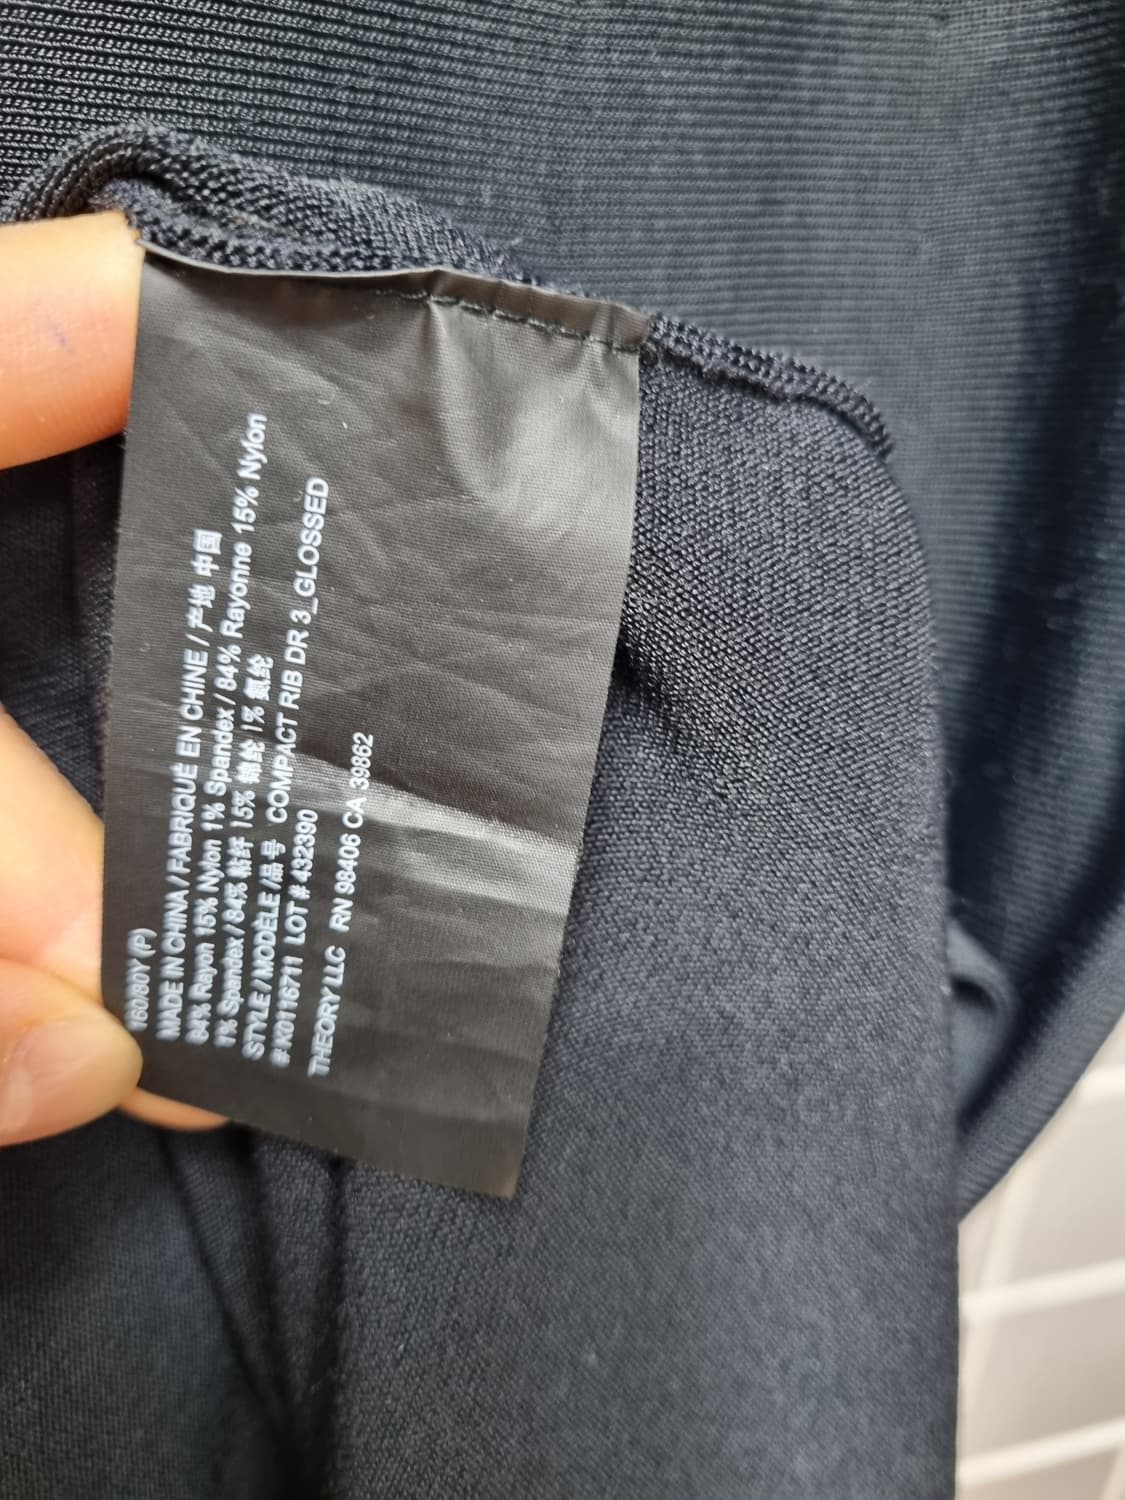 160/80Y (P)
MADE IN CHINA / FABRIQUÉ EN CHINE / 产地 中国
84% Rayon 15% Nylon 1% Spandex / 84% Rayonne 15% Nylon
1% Spandex / 84% 粘纤 15% 锦纶 1% 氨纶
STYLE / MODÈLE /品号 COMPACT RIB DR 3_GLOSSED
#K0116711 LOT # 432390
THEORY LLC RN 98406 CA 39862